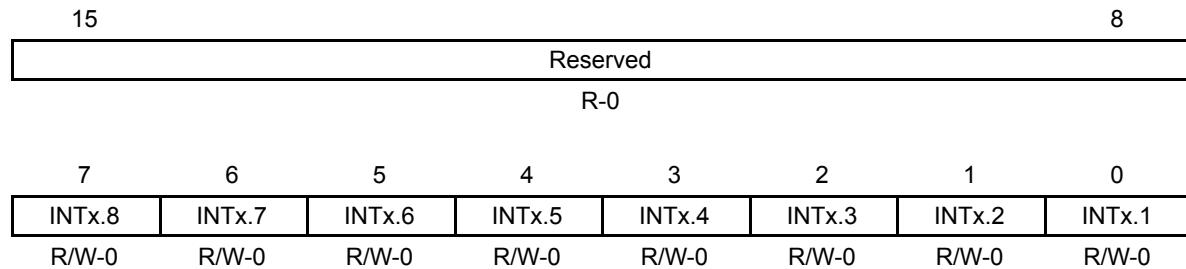 15 8
Reserved
R-0
7 6 5 4 3 2 1 0
INTx.8 INTx.7 INTx.6 INTx.5 INTx.4 INTx.3 INTx.2 INTx.1
R/W-0 R/W-0 R/W-0 R/W-0 R/W-0 R/W-0 R/W-0 R/W-0